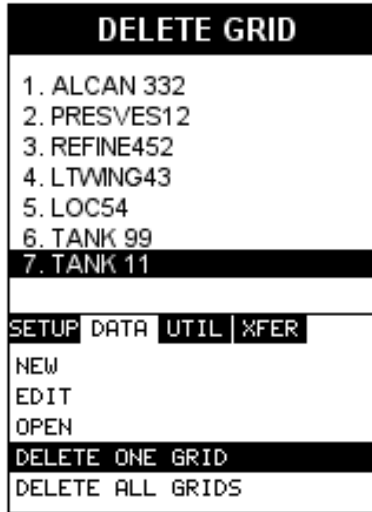 DELETE GRID
1. ALCAN 332
2. PRESVES12
3. REFINE452
4. LTWING43
5. LOC54
6. TANK 99
7. TANK 11
SETUP DATA UTIL XFER
NEW
EDIT
OPEN
DELETE ONE GRID
DELETE ALL GRIDS